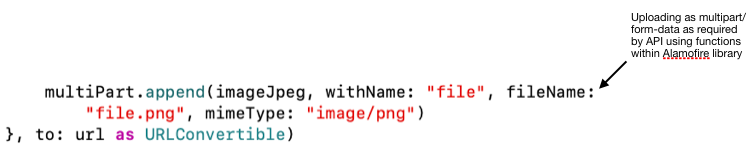 Uploading as multipart/
form-data as required
by API using functions
within Alamofire library
multiPart.append(imageJpeg, withName: "file", fileName:
"file.png", mimeType: "image/png")
}, to: url as URLConvertible)